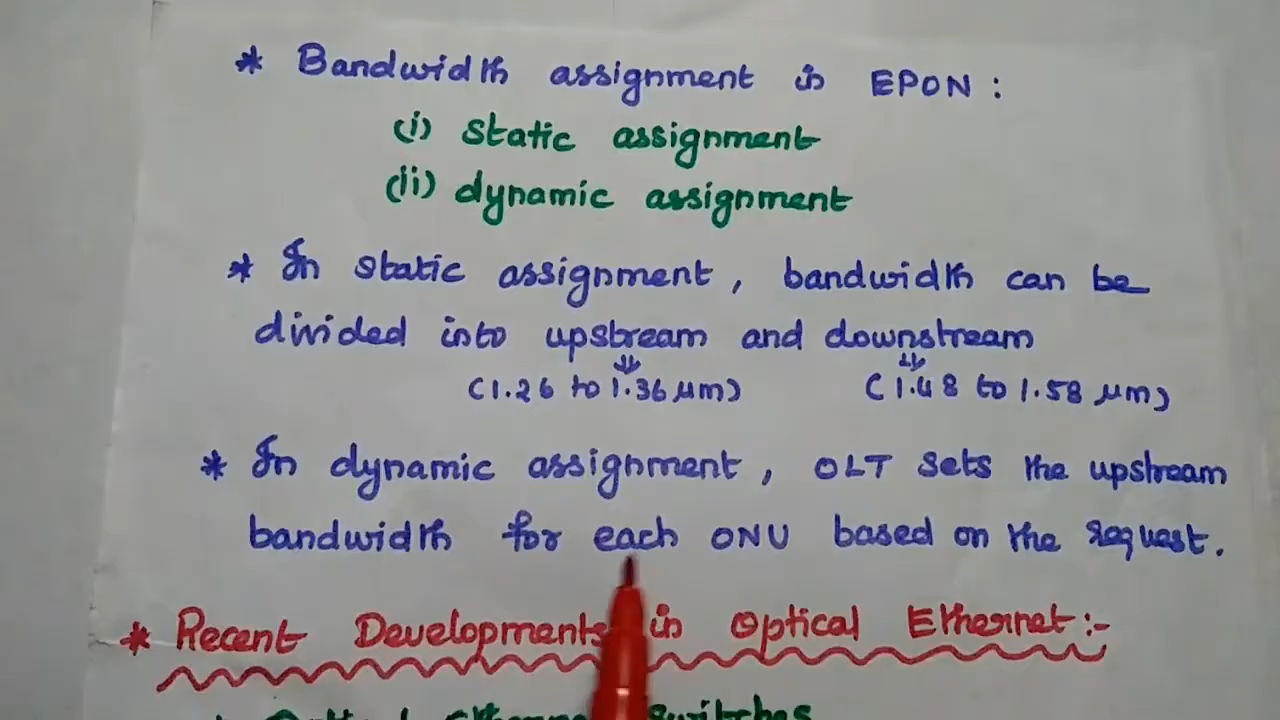 * Bandwidth assignment in EPON :
(i) static assignment
(ii) dynamic assignment
* In static assignment, bandwidth can be
divided into upstream and downstream
(1.26 to 1.36 μm) (1.48 to 1.58 μm)
* In dynamic assignment, OLT sets the upstream
bandwidth for each ONU based on the request.
* Recent Developments in Optical Ethernet:-
switches